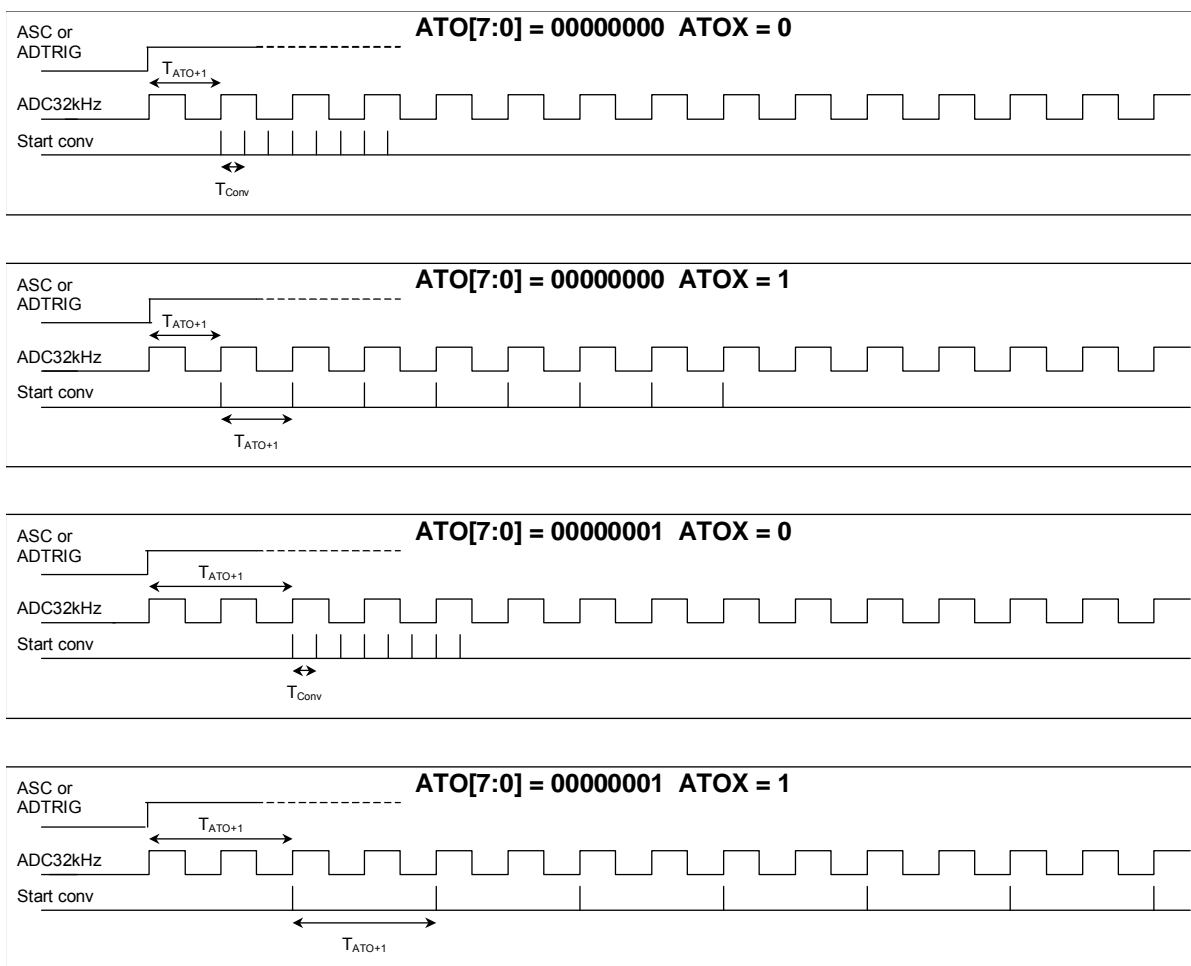 ATO[7:0] = 00000000 ATOX = 0
ASC or
ADTRIG
TATO+1
ADC32kHz
Start conv
TConv
ATO[7:0] = 00000000 ATOX = 1
ASC or
ADTRIG
TATO+1
ADC32kHz
Start conv
TATO+1
ATO[7:0] = 00000001 ATOX = 0
ASC or
ADTRIG
TATO+1
ADC32kHz
Start conv
TConv
ATO[7:0] = 00000001 ATOX = 1
ASC or
ADTRIG
TATO+1
ADC32kHz
Start conv
TATO+1